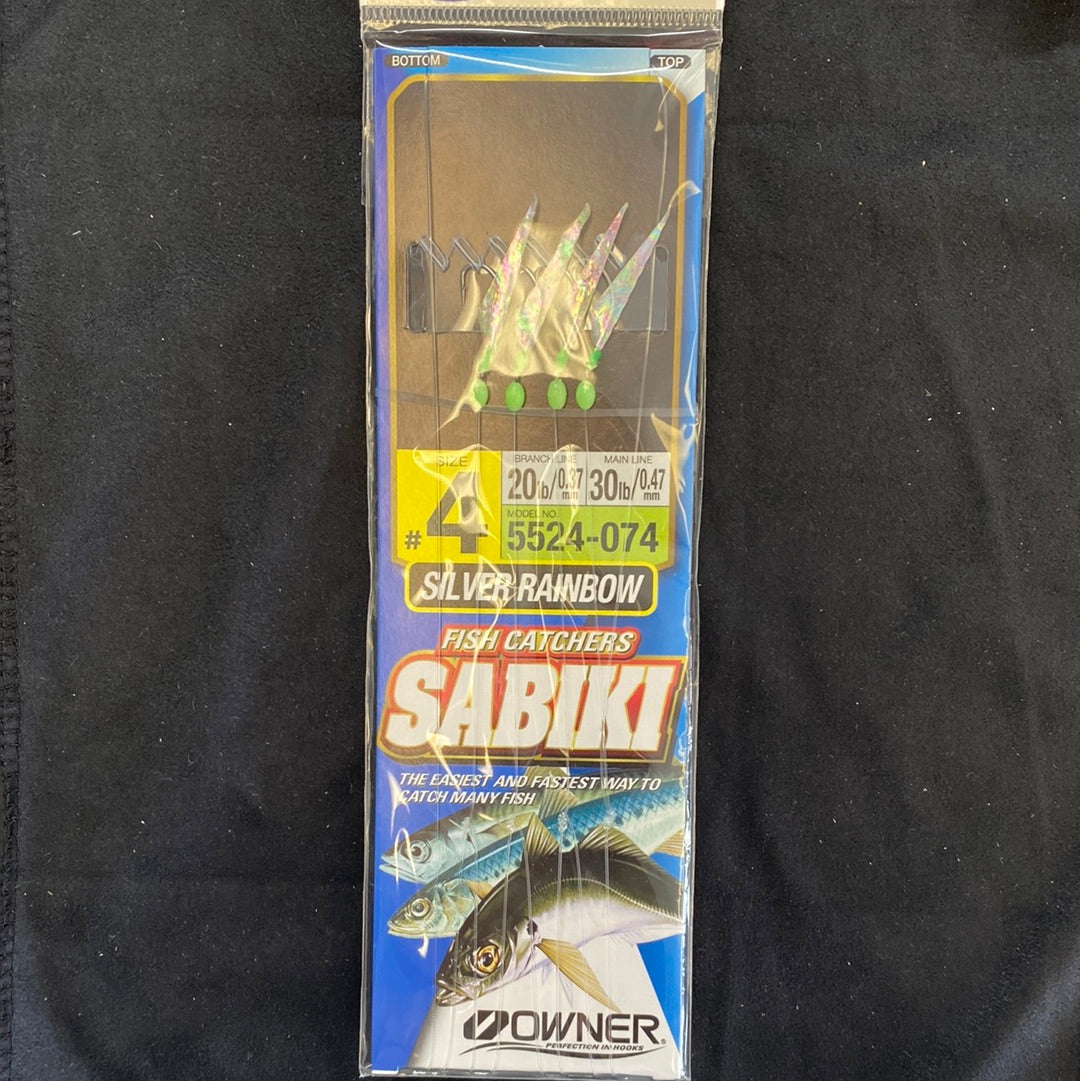 BOTTOM TOP
SIZE
#4
BRANCH LINE MAIN LINE
20lb/0.37mm 30lb/0.47mm
MODEL NO.
5524-074
SILVER RAINBOW
FISH CATCHERS
SABIKI
THE EASIEST AND FASTEST WAY TO
CATCH MANY FISH
OWNER®
PERFECTION IN HOOKS